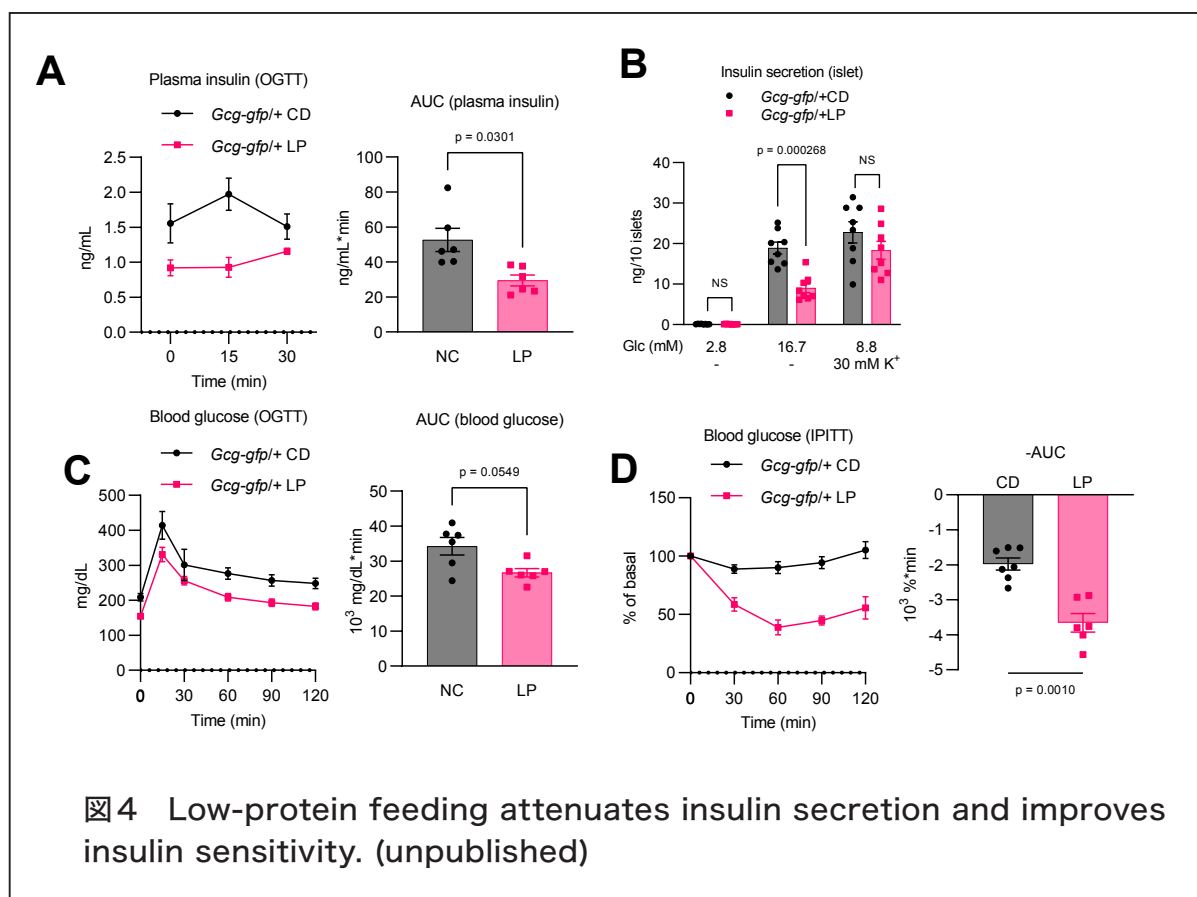 A
Plasma insulin (OGTT)
Gcg-gfp/+ CD
Gcg-gfp/+ LP
2.5
2.0
1.5
1.0
0.5
0.0
ng/mL
0 15 30
Time (min)
AUC (plasma insulin)
p = 0.0301
100
80
60
40
20
0
ng/mL*min
NC LP
B
Insulin secretion (islet)
Gcg-gfp/+CD
Gcg-gfp/+LP
p = 0.000268
NS
NS
40
30
20
10
0
ng/10 islets
Glc (mM) 2.8 16.7 8.8
- - 30 mM K⁺
C
Blood glucose (OGTT)
Gcg-gfp/+ CD
Gcg-gfp/+ LP
500
400
300
200
100
0
mg/dL
0 30 60 90 120
Time (min)
AUC (blood glucose)
p = 0.0549
50
40
30
20
10
0
10³ mg/dL*min
NC LP
D
Blood glucose (IPITT)
Gcg-gfp/+ CD
Gcg-gfp/+ LP
150
100
50
0
% of basal
0 30 60 90 120
Time (min)
-AUC
CD LP
0
-1
-2
-3
-4
-5
10³ %*min
p = 0.0010
図4 Low-protein feeding attenuates insulin secretion and improves
insulin sensitivity. (unpublished)